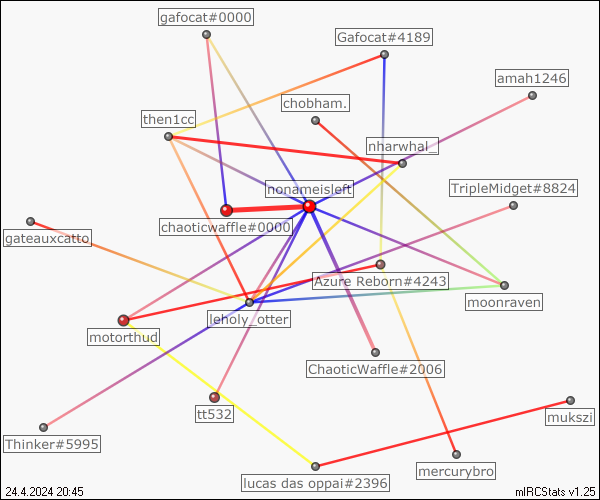 gafocat#0000
Gafocat#4189
amah1246
chobham.
then1cc
nharwhal_
nonameisleft
TripleMidget#8824
chaoticwaffle#0000
gateauxcatto
Azure Reborn#4243
moonraven
leholy_otter
motorthud
ChaoticWaffle#2006
tt532
mukszi
Thinker#5995
mercurybro
lucas das oppai#2396
24.4.2024 20:45
mIRCStats v1.25